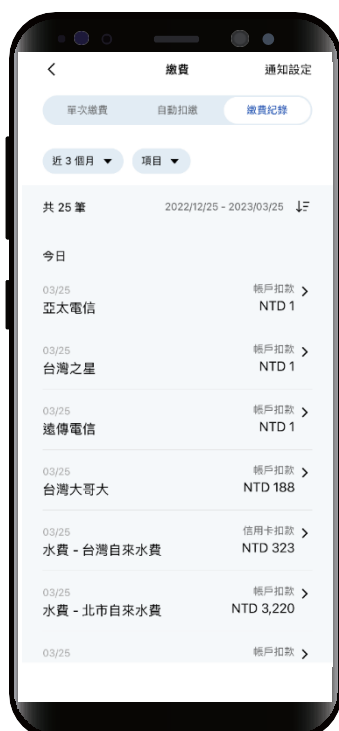 繳費 通知設定
單次繳費 自動扣繳 繳費紀錄
近 3 個月 項目
共 25 筆 2022/12/25 - 2023/03/25
今日
03/25 帳戶扣款
亞太電信 NTD 1
03/25 帳戶扣款
台灣之星 NTD 1
03/25 帳戶扣款
遠傳電信 NTD 1
03/25 帳戶扣款
台灣大哥大 NTD 188
03/25 信用卡扣款
水費 - 台灣自來水費 NTD 323
03/25 帳戶扣款
水費 - 北市自來水費 NTD 3,220
03/25 帳戶扣款